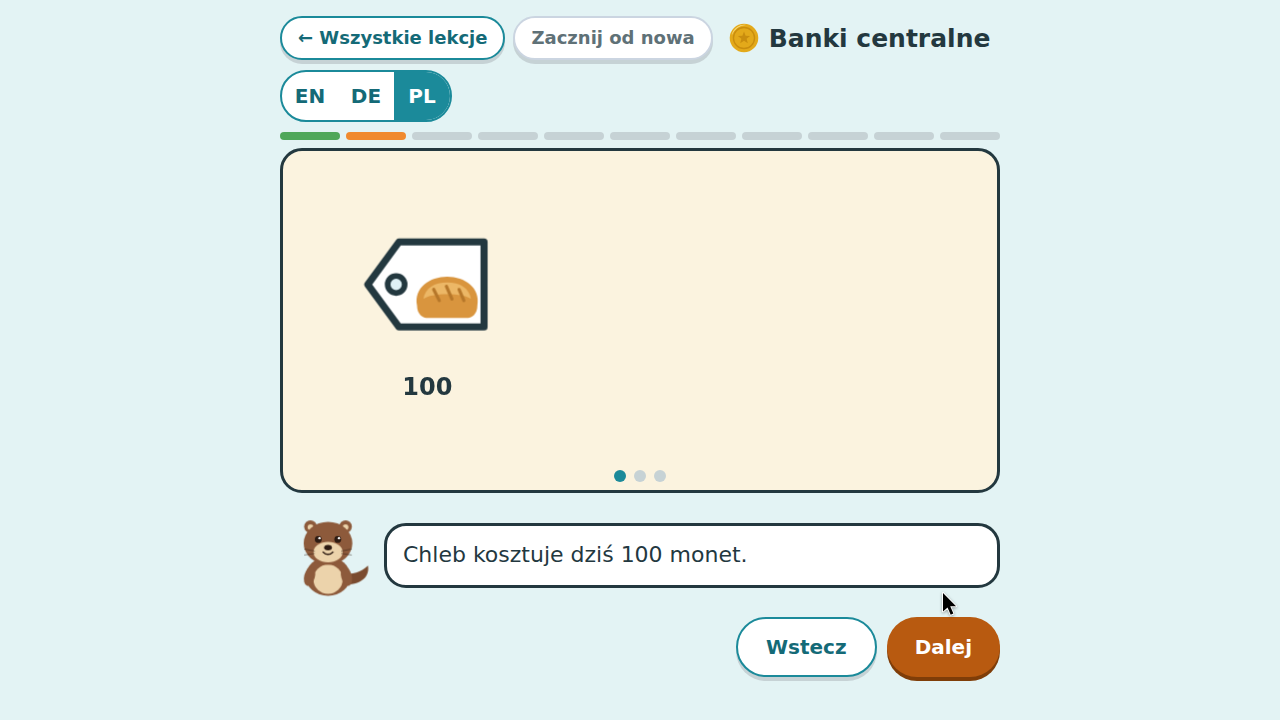 ← Wszystkie lekcje
Zacznij od nowa
Banki centralne
EN DE PL
100
Chleb kosztuje dziś 100 monet.
Wstecz
Dalej